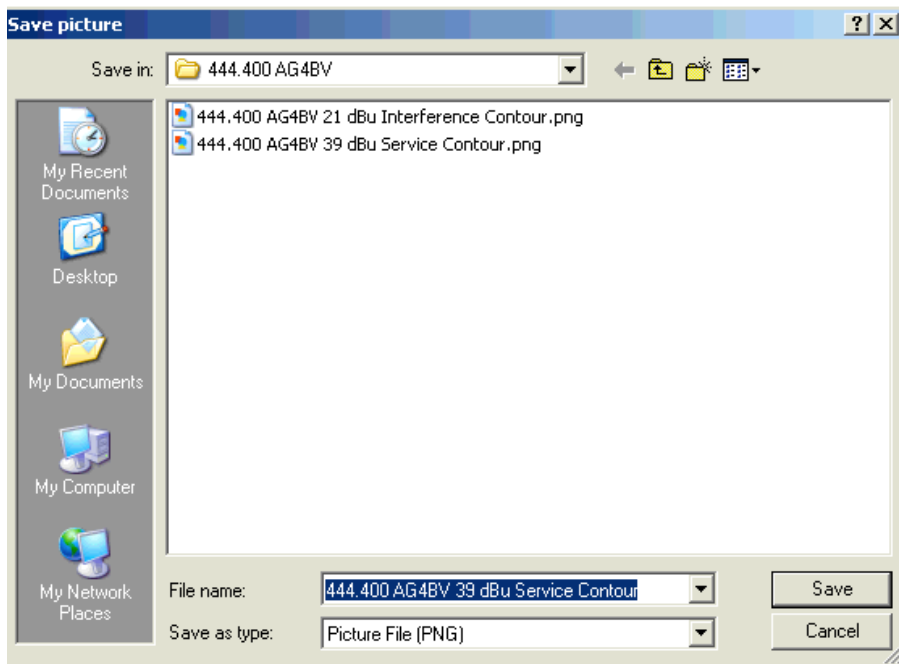 Save picture
Save in:
444.400 AG4BV
444.400 AG4BV 21 dBu Interference Contour.png
444.400 AG4BV 39 dBu Service Contour.png
My Recent
Documents
Desktop
My Documents
My Computer
My Network
Places
File name:
444.400 AG4BV 39 dBu Service Contour
Save
Save as type:
Picture File (PNG)
Cancel